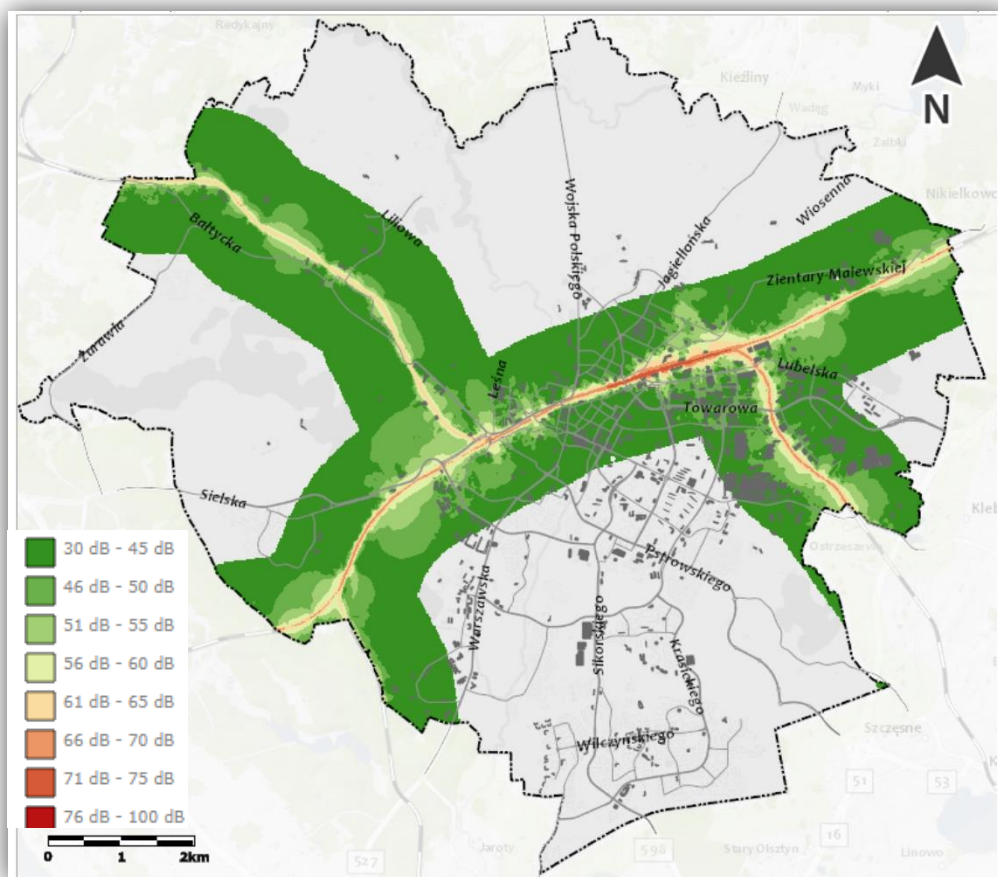 Redykajny
Kieźliny
Myki
Wadąg
Zalbki
N
Nikielkowo
Wiosenna
Wojska Polskiego
Jagiellońska
Liliowa
Bałtycka
Zientary-Malewskiej
Żurawia
Leśna
Lubelska
Towarowa
Sielska
Kleb
Ostrzeszewo
Pstrowskiego
Warszawska
Sikorskiego
Krasickiego
Wilczyńskiego
Szczęsne
30 dB - 45 dB
46 dB - 50 dB
51 dB - 55 dB
56 dB - 60 dB
61 dB - 65 dB
66 dB - 70 dB
71 dB - 75 dB
76 dB - 100 dB
0 1 2km
51
53
16
527
598
Jaroty
Stary Olsztyn
Linowo